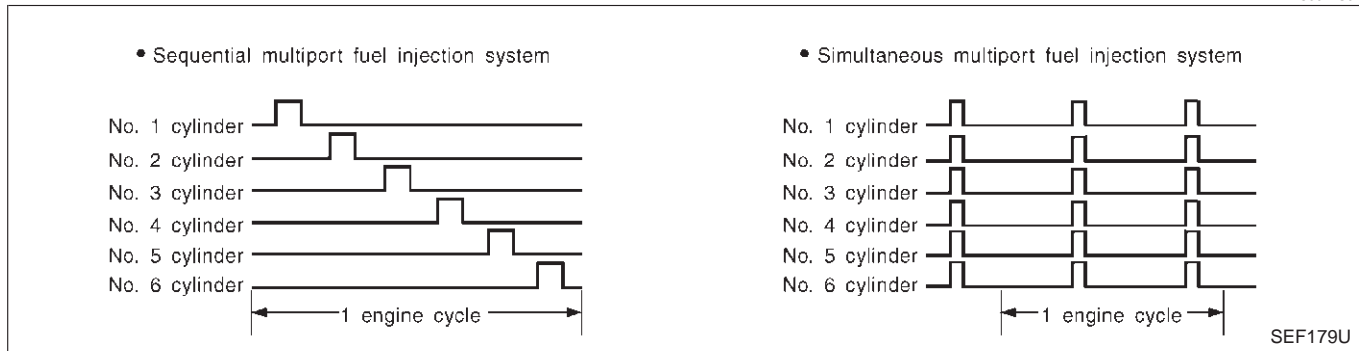 • Sequential multiport fuel injection system
No. 1 cylinder
No. 2 cylinder
No. 3 cylinder
No. 4 cylinder
No. 5 cylinder
No. 6 cylinder
1 engine cycle
• Simultaneous multiport fuel injection system
No. 1 cylinder
No. 2 cylinder
No. 3 cylinder
No. 4 cylinder
No. 5 cylinder
No. 6 cylinder
1 engine cycle
SEF179U